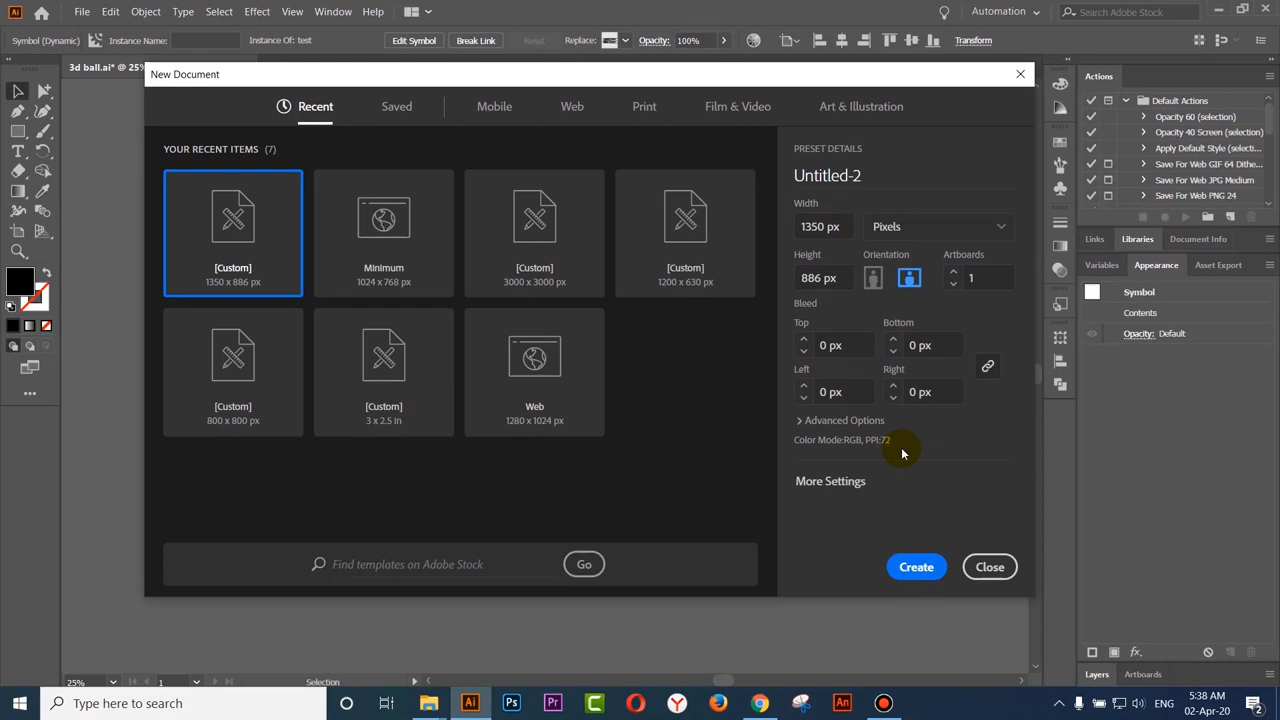 Ai File Edit Object Type Select Effect View Window Help Automation Search Adobe Stock
Symbol (Dynamic) Instance Name: Instance Of: test Edit Symbol Break Link Reset Replace: Opacity: 100% Transform
3d ball.ai* @ 25%
New Document
Recent Saved Mobile Web Print Film & Video Art & Illustration
YOUR RECENT ITEMS (7)
[Custom]
1350 x 886 px
Minimum
1024 x 768 px
[Custom]
3000 x 3000 px
[Custom]
1200 x 630 px
[Custom]
800 x 800 px
[Custom]
3 x 2.5 in
Web
1280 x 1024 px
Find templates on Adobe Stock Go
PRESET DETAILS
Untitled-2
Width
1350 px Pixels
Height Orientation Artboards
886 px 1
Bleed
Top Bottom
0 px 0 px
Left Right
0 px 0 px
Advanced Options
Color Mode:RGB, PPI:72
More Settings
Create Close
Actions
Default Actions
Opacity 60 (selection)
Opacity 40 Screen (selection)
Apply Default Style (selecti...
Save For Web GIF 64 Dithe...
Save For Web JPG Medium
Save For Web PNG 24
Links Libraries Document Info
Variables Appearance Asset Export
Symbol
Contents
Opacity: Default
fx
Layers Artboards
25% 1 Selection
Type here to search
Ai Ps Pr An
ENG
5:38 AM
02-Apr-20
2